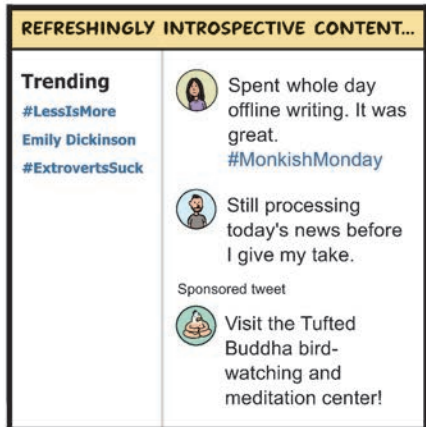 REFRESHINGLY INTROSPECTIVE CONTENT...
Trending
#LessIsMore
Emily Dickinson
#ExtrovertsSuck
Spent whole day
offline writing. It was
great.
#MonkishMonday
Still processing
today's news before
I give my take.
Sponsored tweet
Visit the Tufted
Buddha bird-
watching and
meditation center!